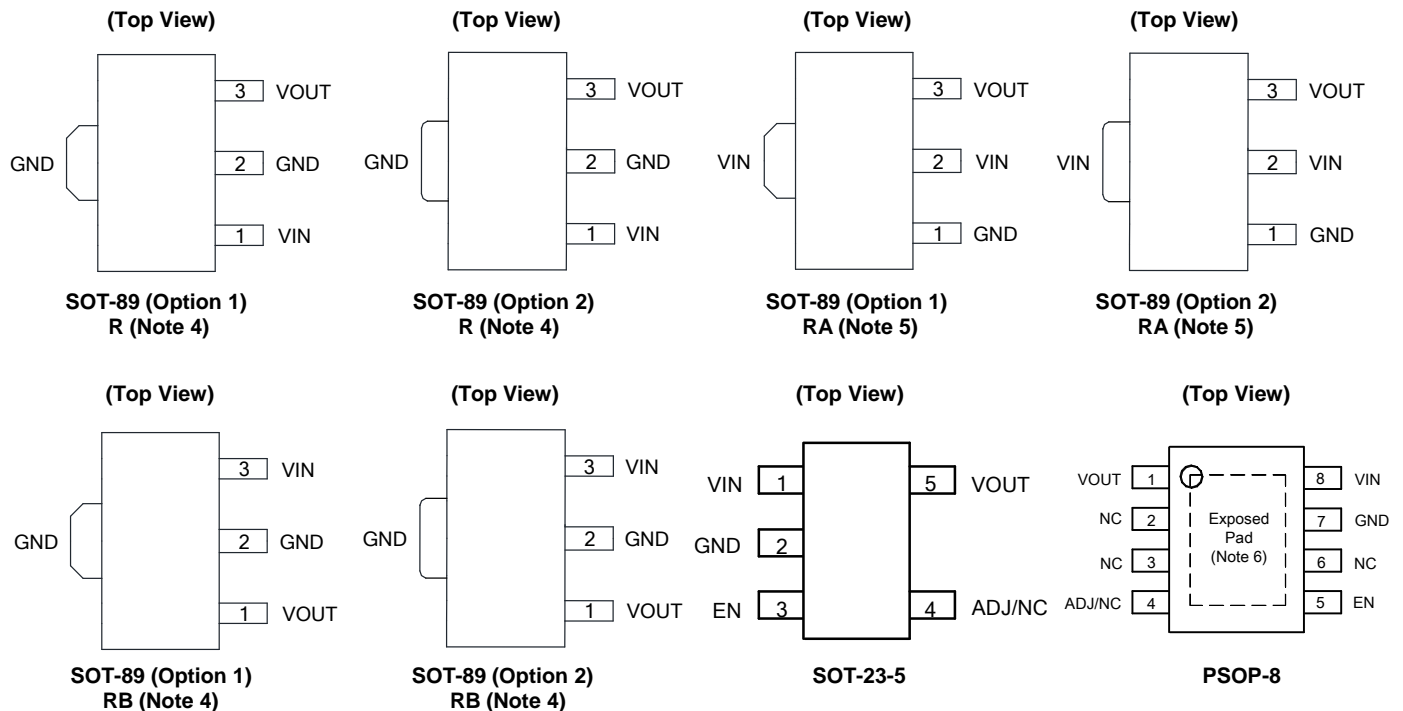 (Top View)
(Top View)
(Top View)
(Top View)
3 VOUT
GND 2 GND
1 VIN
SOT-89 (Option 1)
R (Note 4)
3 VOUT
GND 2 GND
1 VIN
SOT-89 (Option 2)
R (Note 4)
3 VOUT
VIN 2 VIN
1 GND
SOT-89 (Option 1)
RA (Note 5)
3 VOUT
VIN 2 VIN
1 GND
SOT-89 (Option 2)
RA (Note 5)
(Top View)
(Top View)
(Top View)
(Top View)
3 VIN
GND 2 GND
1 VOUT
SOT-89 (Option 1)
RB (Note 4)
3 VIN
GND 2 GND
1 VOUT
SOT-89 (Option 2)
RB (Note 4)
VIN 1 5 VOUT
GND 2
EN 3 4 ADJ/NC
SOT-23-5
VOUT 1 8 VIN
NC 2 Exposed 7 GND
Pad
NC 3 (Note 6) 6 NC
ADJ/NC 4 5 EN
PSOP-8